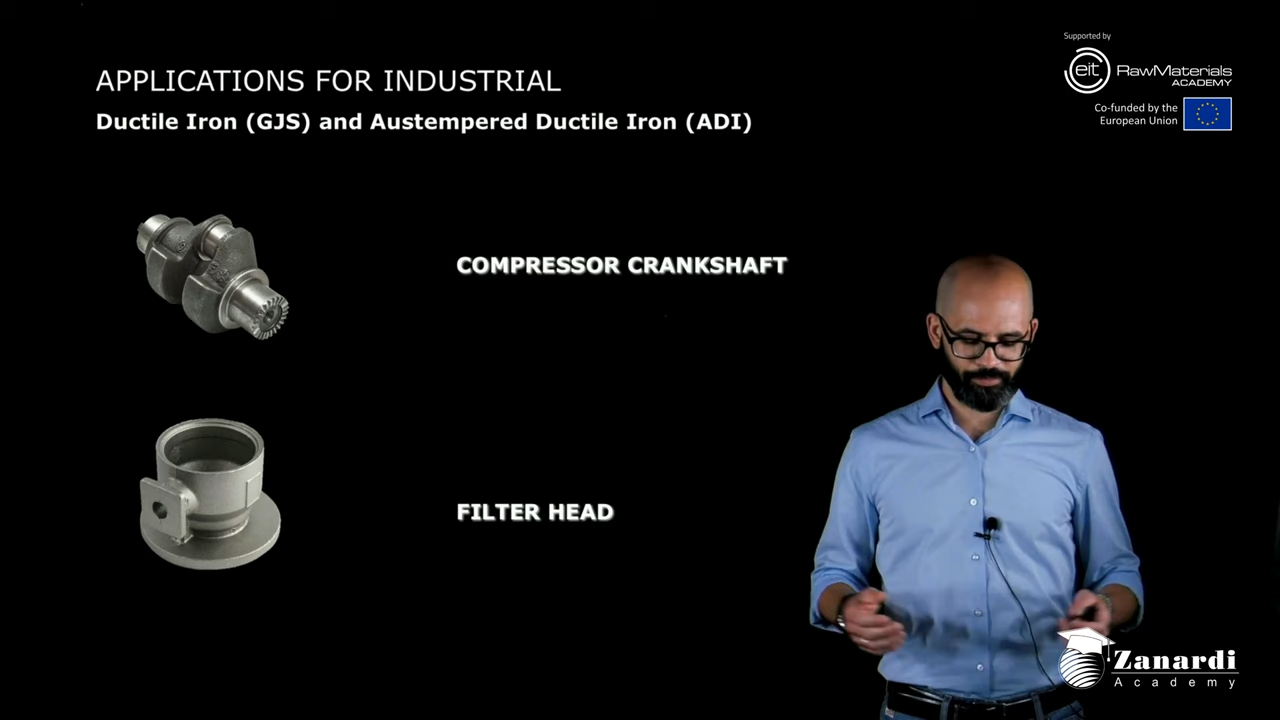 Supported by
eit RawMaterials
ACADEMY
Co-funded by the
European Union
APPLICATIONS FOR INDUSTRIAL
Ductile Iron (GJS) and Austempered Ductile Iron (ADI)
COMPRESSOR CRANKSHAFT
FILTER HEAD
Zanardi
Academy